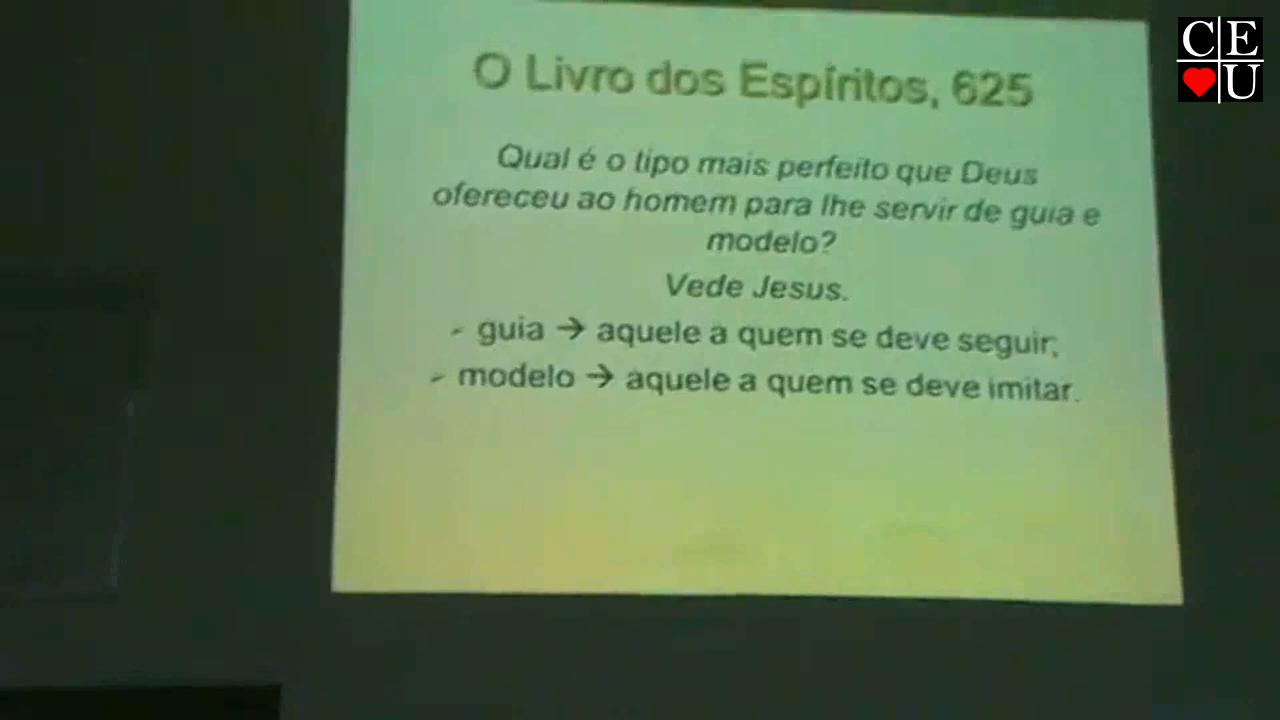 O Livro dos Espíritos, 625
Qual é o tipo mais perfeito que Deus
ofereceu ao homem para lhe servir de guia e
modelo?
Vede Jesus.
guia → aquele a quem se deve seguir;
modelo → aquele a quem se deve imitar.
CE
U